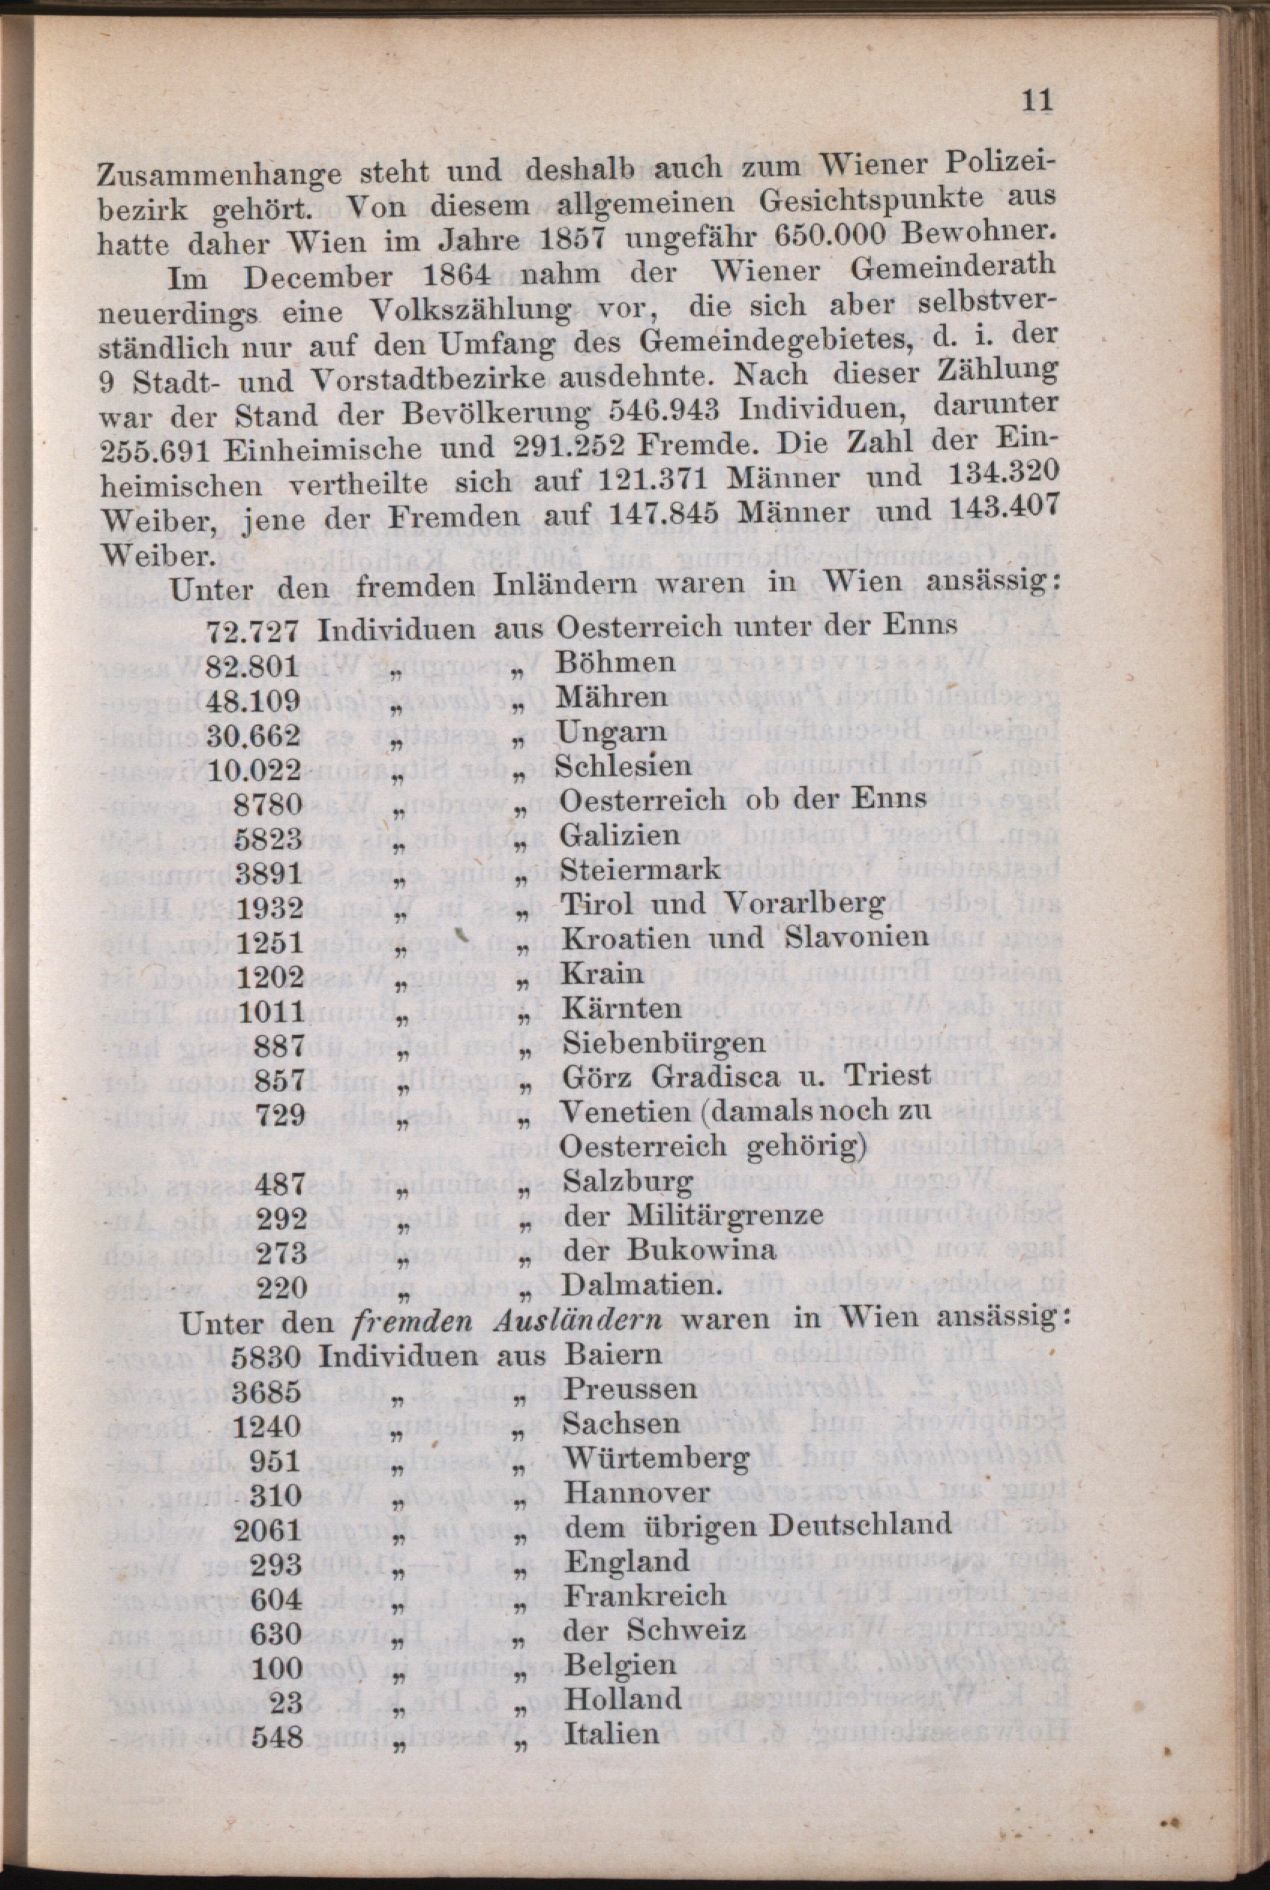 11
Zusammenhange steht und deshalb auch zum Wiener Polizei-
bezirk gehört. Von diesem allgemeinen Gesichtspunkte aus
hatte daher Wien im Jahre 1857 ungefähr 650.000 Bewohner.
Im December 1864 nahm der Wiener Gemeinderath
neuerdings eine Volkszählung vor, die sich aber selbstver-
ständlich nur auf den Umfang des Gemeindegebietes, d. i. der
9 Stadt- und Vorstadtbezirke ausdehnte. Nach dieser Zählung
war der Stand der Bevölkerung 546.943 Individuen, darunter
255.691 Einheimische und 291.252 Fremde. Die Zahl der Ein-
heimischen vertheilte sich auf 121.371 Männer und 134.320
Weiber, jene der Fremden auf 147.845 Männer und 143.407
Weiber.
Unter den fremden Inländern waren in Wien ansässig:
72.727 Individuen aus Oesterreich unter der Enns
82.801 „ „ Böhmen
48.109 „ „ Mähren
30.662 „ „ Ungarn
10.022 „ „ Schlesien
8780 „ „ Oesterreich ob der Enns
5823 „ „ Galizien
3891 „ „ Steiermark
1932 „ „ Tirol und Vorarlberg
1251 „ „ Kroatien und Slavonien
1202 „ „ Krain
1011 „ „ Kärnten
887 „ „ Siebenbürgen
857 „ „ Görz Gradisca u. Triest
729 „ „ Venetien (damals noch zu
Oesterreich gehörig)
487 „ „ Salzburg
292 „ „ der Militärgrenze
273 „ „ der Bukowina
220 „ „ Dalmatien.
Unter den fremden Ausländern waren in Wien ansässig:
5830 Individuen aus Baiern
3685 „ „ Preussen
1240 „ „ Sachsen
951 „ „ Würtemberg
310 „ „ Hannover
2061 „ „ dem übrigen Deutschland
293 „ „ England
604 „ „ Frankreich
630 „ „ der Schweiz
100 „ „ Belgien
23 „ „ Holland
548 „ „ Italien